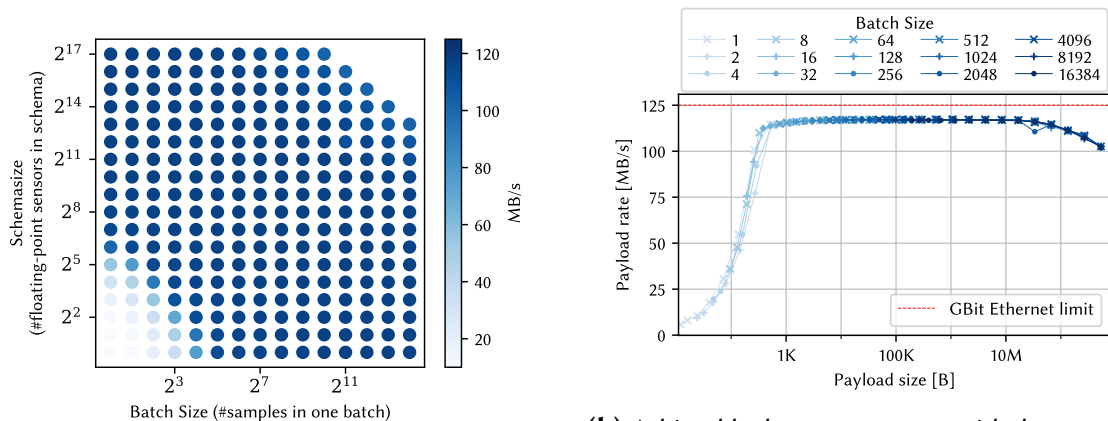 2^17
2^14
2^11
2^8
2^5
2^2
Schemasize
(#floating-point sensors in schema)
2^3
2^7
2^11
Batch Size (#samples in one batch)
120
100
80
60
40
20
MB/s
Batch Size
1 8 64 512 4096
2 16 128 1024 8192
4 32 256 2048 16384
125
100
75
50
25
0
Payload rate [MB/s]
GBit Ethernet limit
1K 100K 10M
Payload size [B]